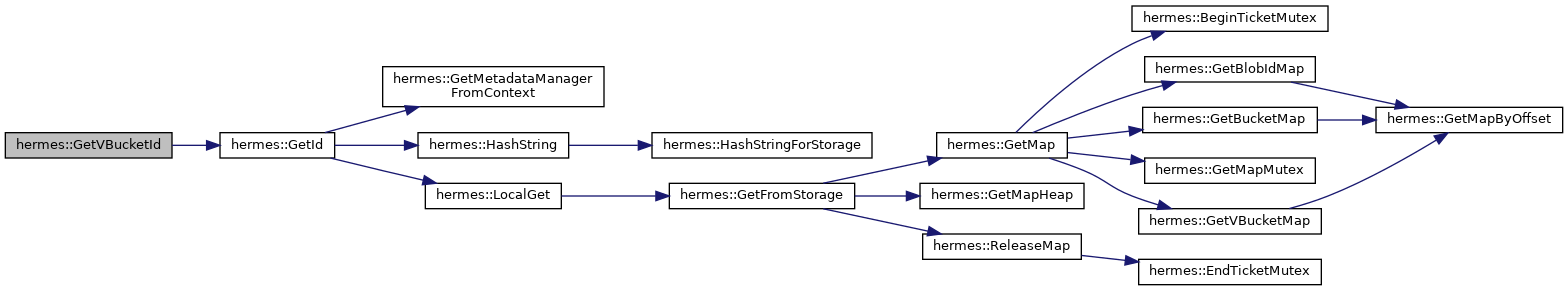 hermes::GetVBucketId
hermes::GetId
hermes::GetMetadataManager
FromContext
hermes::HashString
hermes::LocalGet
hermes::HashStringForStorage
hermes::GetFromStorage
hermes::GetMap
hermes::GetMapHeap
hermes::ReleaseMap
hermes::BeginTicketMutex
hermes::GetBlobIdMap
hermes::GetBucketMap
hermes::GetMapMutex
hermes::GetVBucketMap
hermes::EndTicketMutex
hermes::GetMapByOffset